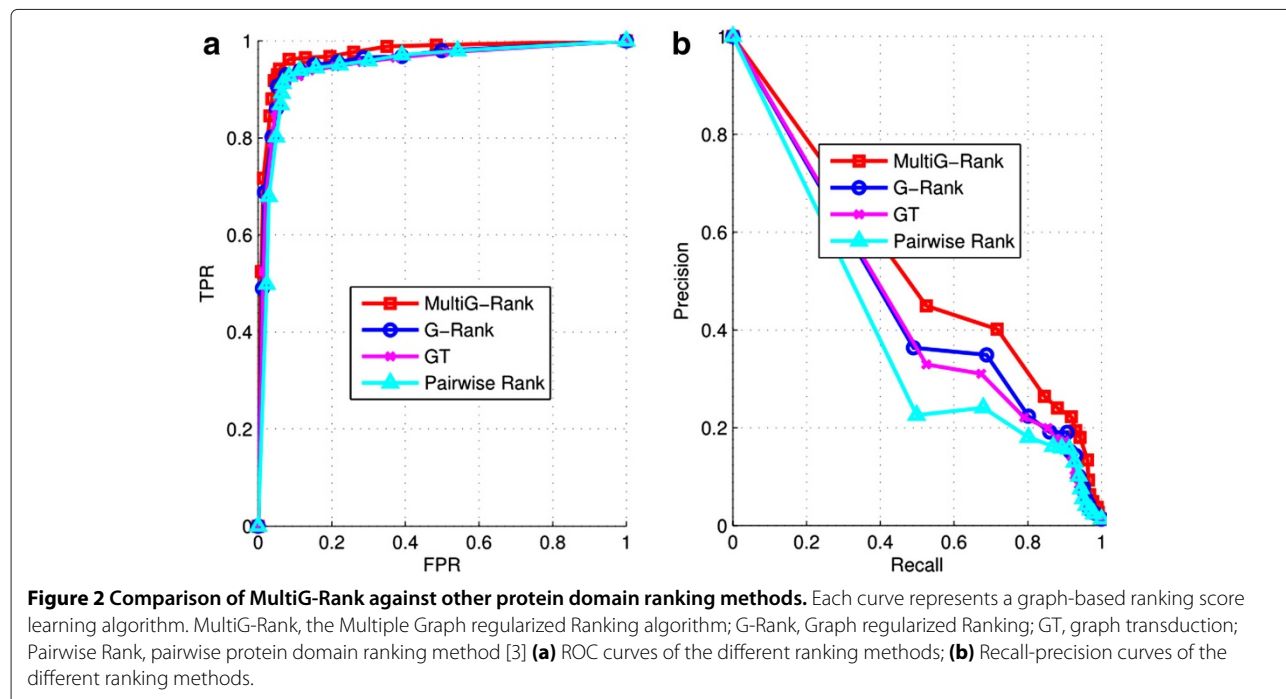 a
1
0.8
0.6
0.4
0.2
0
TPR
MultiG-Rank
G-Rank
GT
Pairwise Rank
0 0.2 0.4 0.6 0.8 1
FPR
b
1
0.8
0.6
0.4
0.2
0
Precision
MultiG-Rank
G-Rank
GT
Pairwise Rank
0 0.2 0.4 0.6 0.8 1
Recall
Figure 2 Comparison of MultiG-Rank against other protein domain ranking methods. Each curve represents a graph-based ranking score
learning algorithm. MultiG-Rank, the Multiple Graph regularized Ranking algorithm; G-Rank, Graph regularized Ranking; GT, graph transduction;
Pairwise Rank, pairwise protein domain ranking method [3] (a) ROC curves of the different ranking methods; (b) Recall-precision curves of the
different ranking methods.